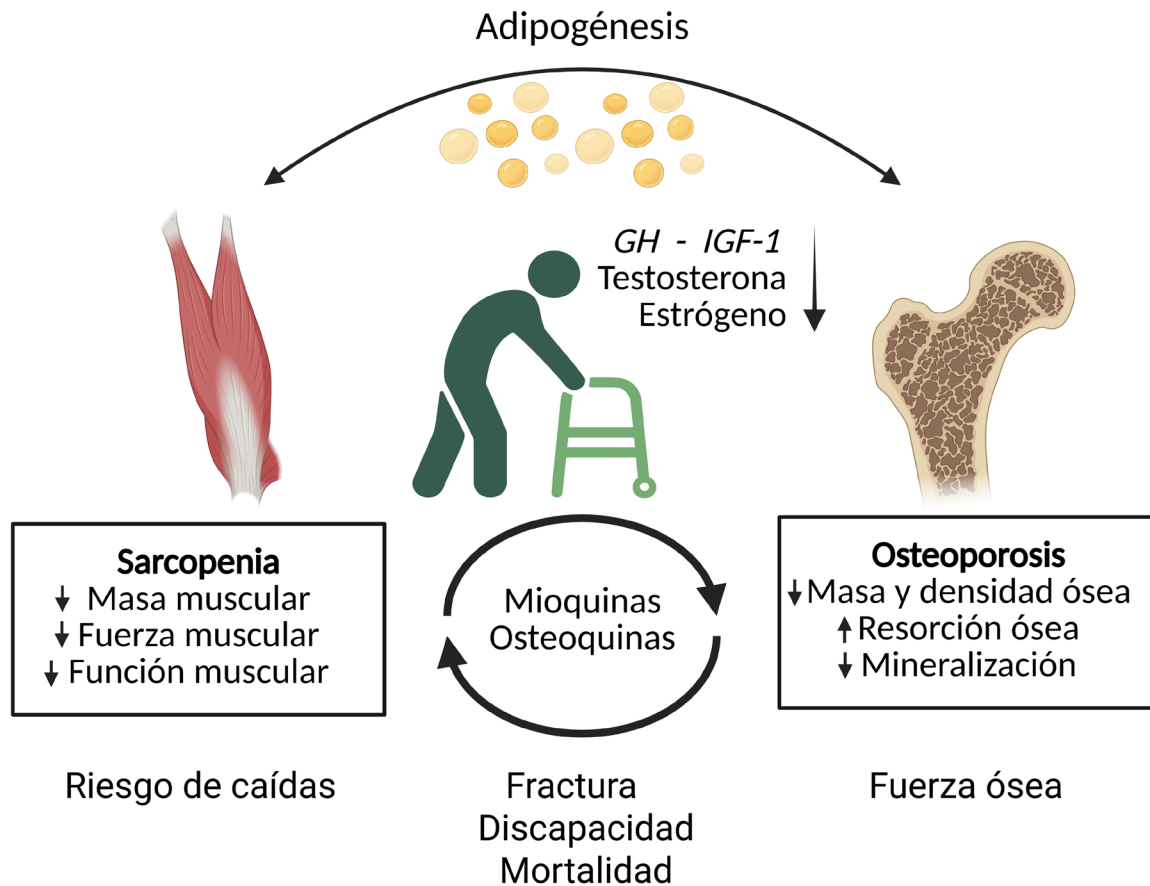 Adipogénesis
GH - IGF-1
Testosterona
Estrógeno
Sarcopenia
↓ Masa muscular
↓ Fuerza muscular
↓ Función muscular
Mioquinas
Osteoquinas
Osteoporosis
↓ Masa y densidad ósea
↑ Resorción ósea
↓ Mineralización
Riesgo de caídas
Fractura
Discapacidad
Mortalidad
Fuerza ósea